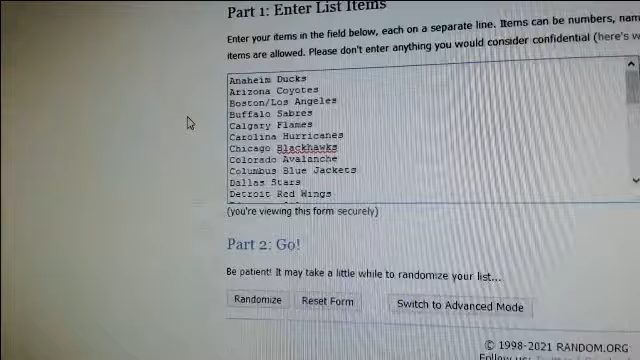 Part 1: Enter List Items
Enter your items in the field below, each on a separate line. Items can be numbers, nam
items are allowed. Please don't enter anything you would consider confidential (here's w
Anaheim Ducks
Arizona Coyotes
Boston/Los Angeles
Buffalo Sabres
Calgary Flames
Carolina Hurricanes
Chicago Blackhawks
Colorado Avalanche
Columbus Blue Jackets
Dallas Stars
Detroit Red Wings
(you're viewing this form securely)
Part 2: Go!
Be patient! It may take a little while to randomize your list...
Randomize Reset Form Switch to Advanced Mode
© 1998-2021 RANDOM.ORG
Follow us: